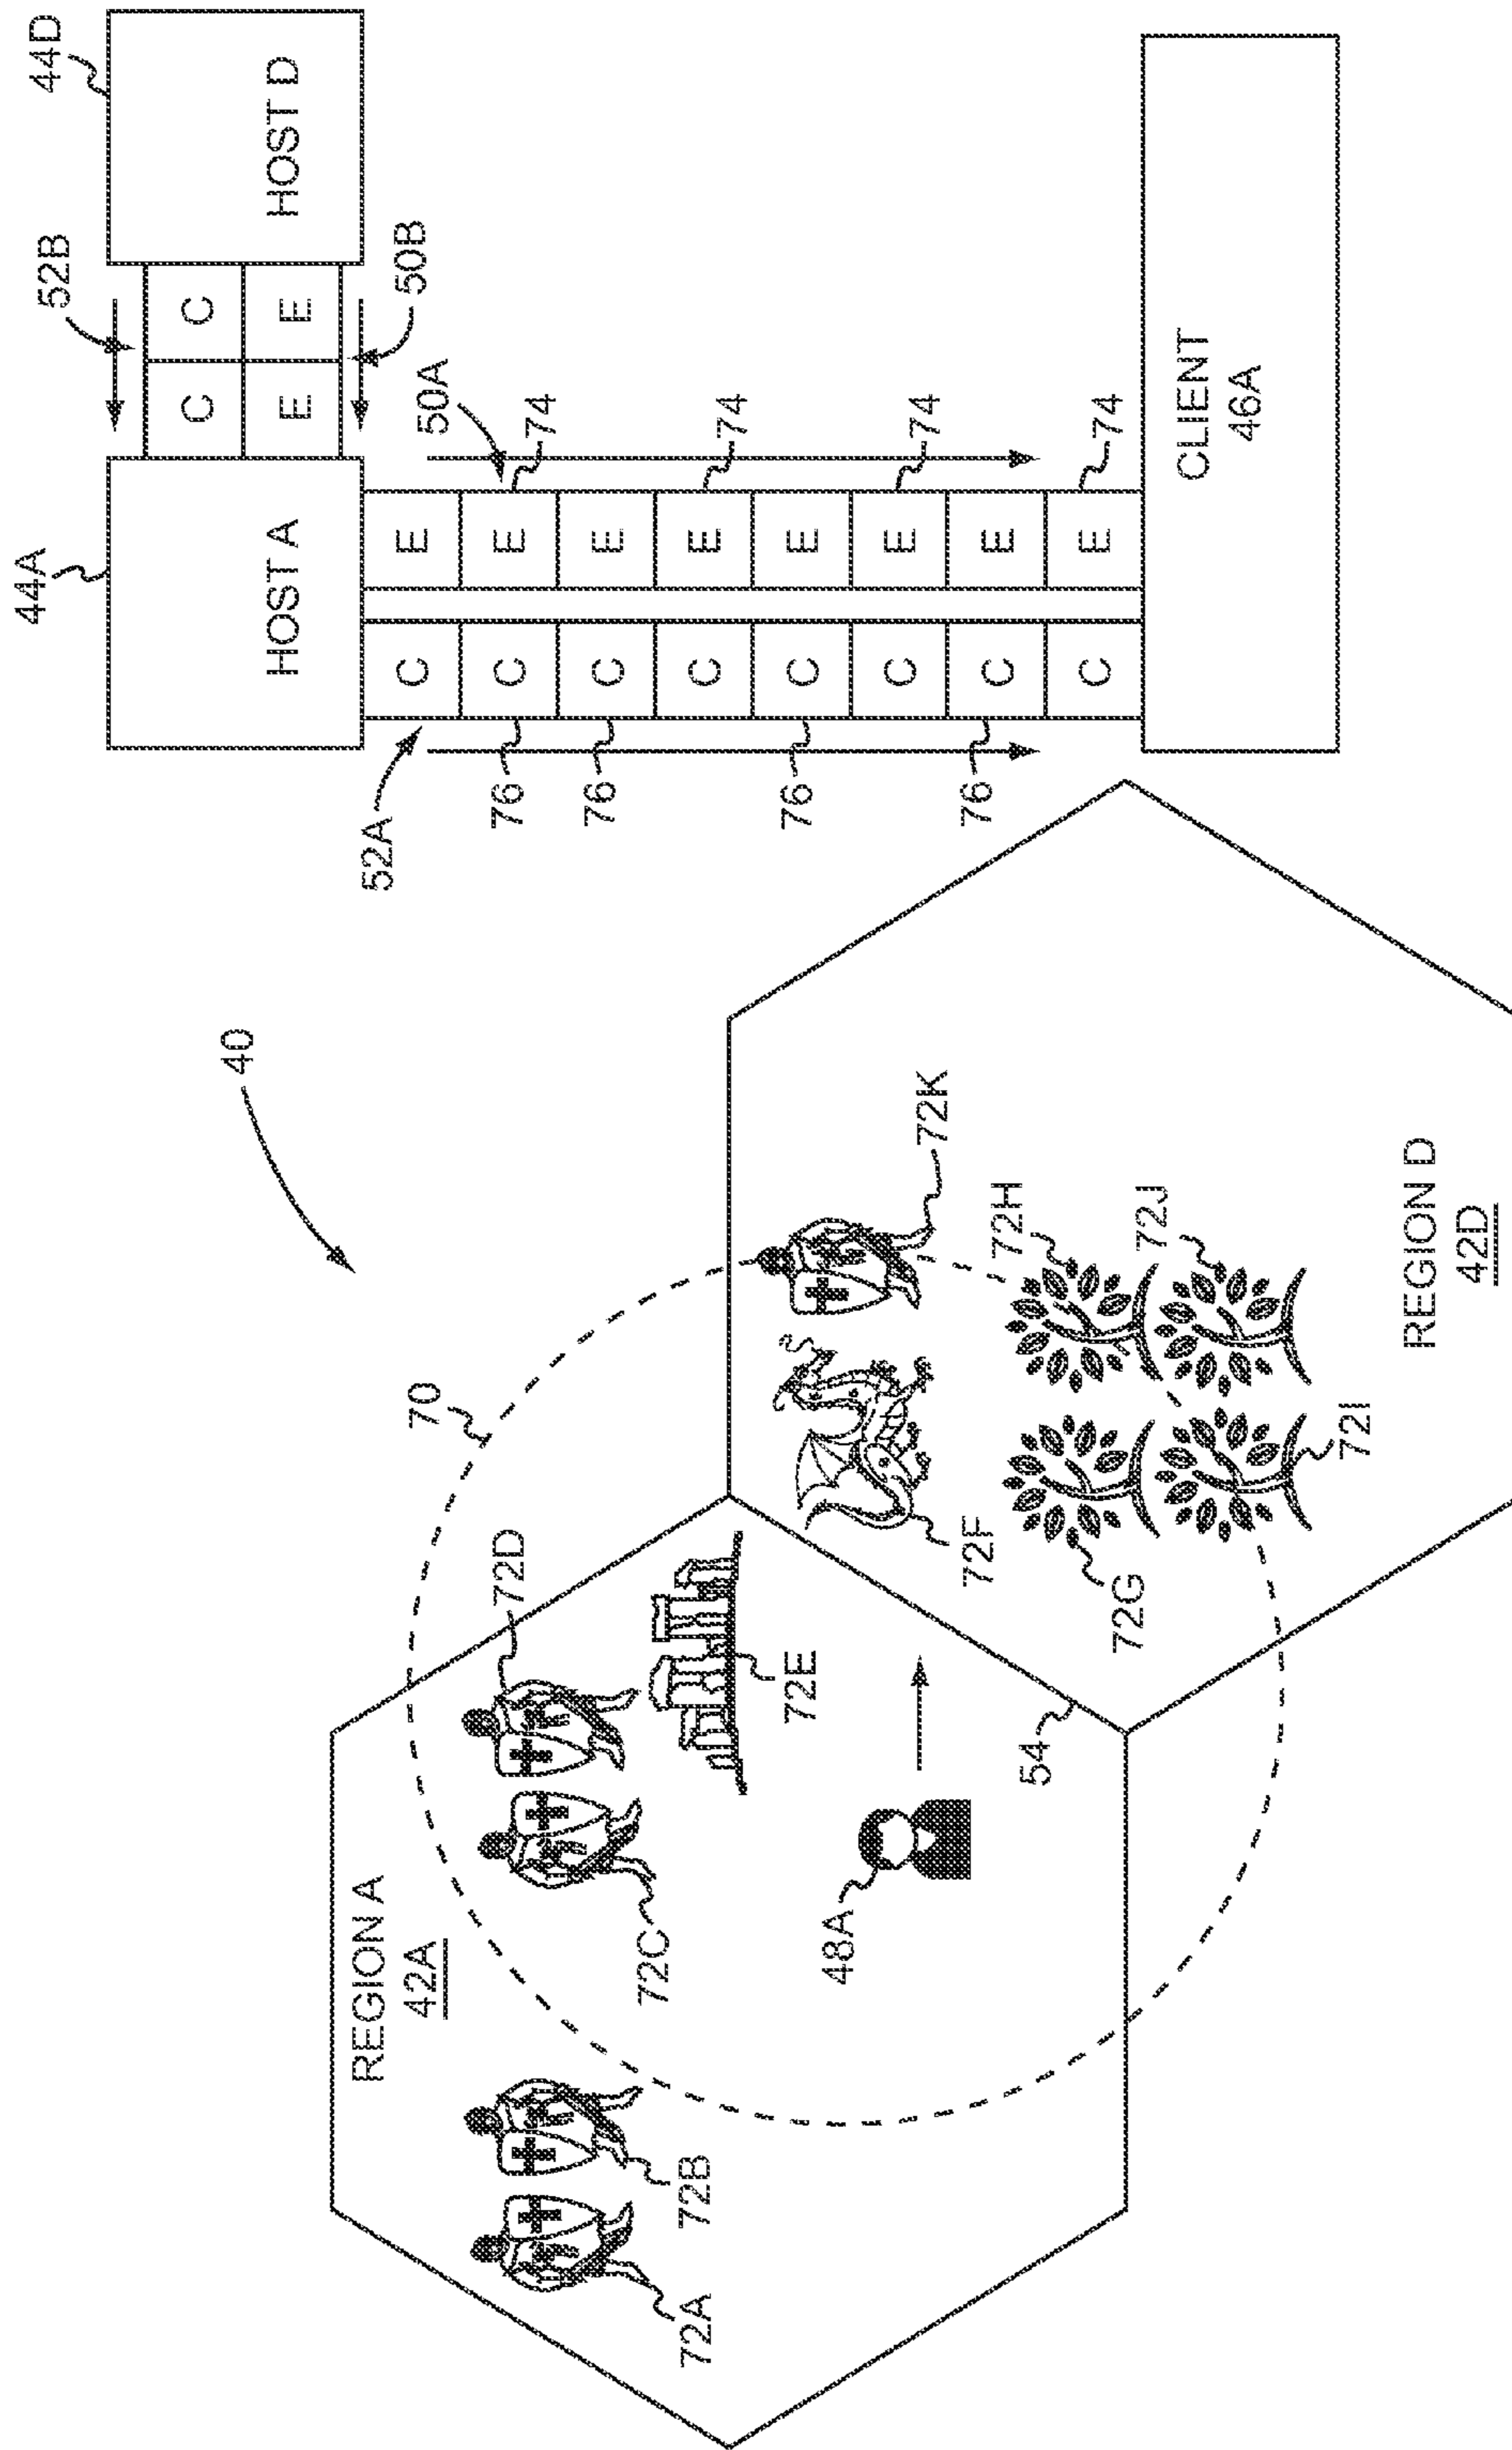 40
REGION A
42A
72A
72B
72C
72D
72E
48A
54
70
72F
72G
72H
72I
72J
72K
REGION D
42D
44A
HOST A
44D
HOST D
52B
C C
E E
50B
50A
52A
C E
C E
C E
C E
C E
C E
C E
C E
76
76
76
76
74
74
74
74
CLIENT
46A